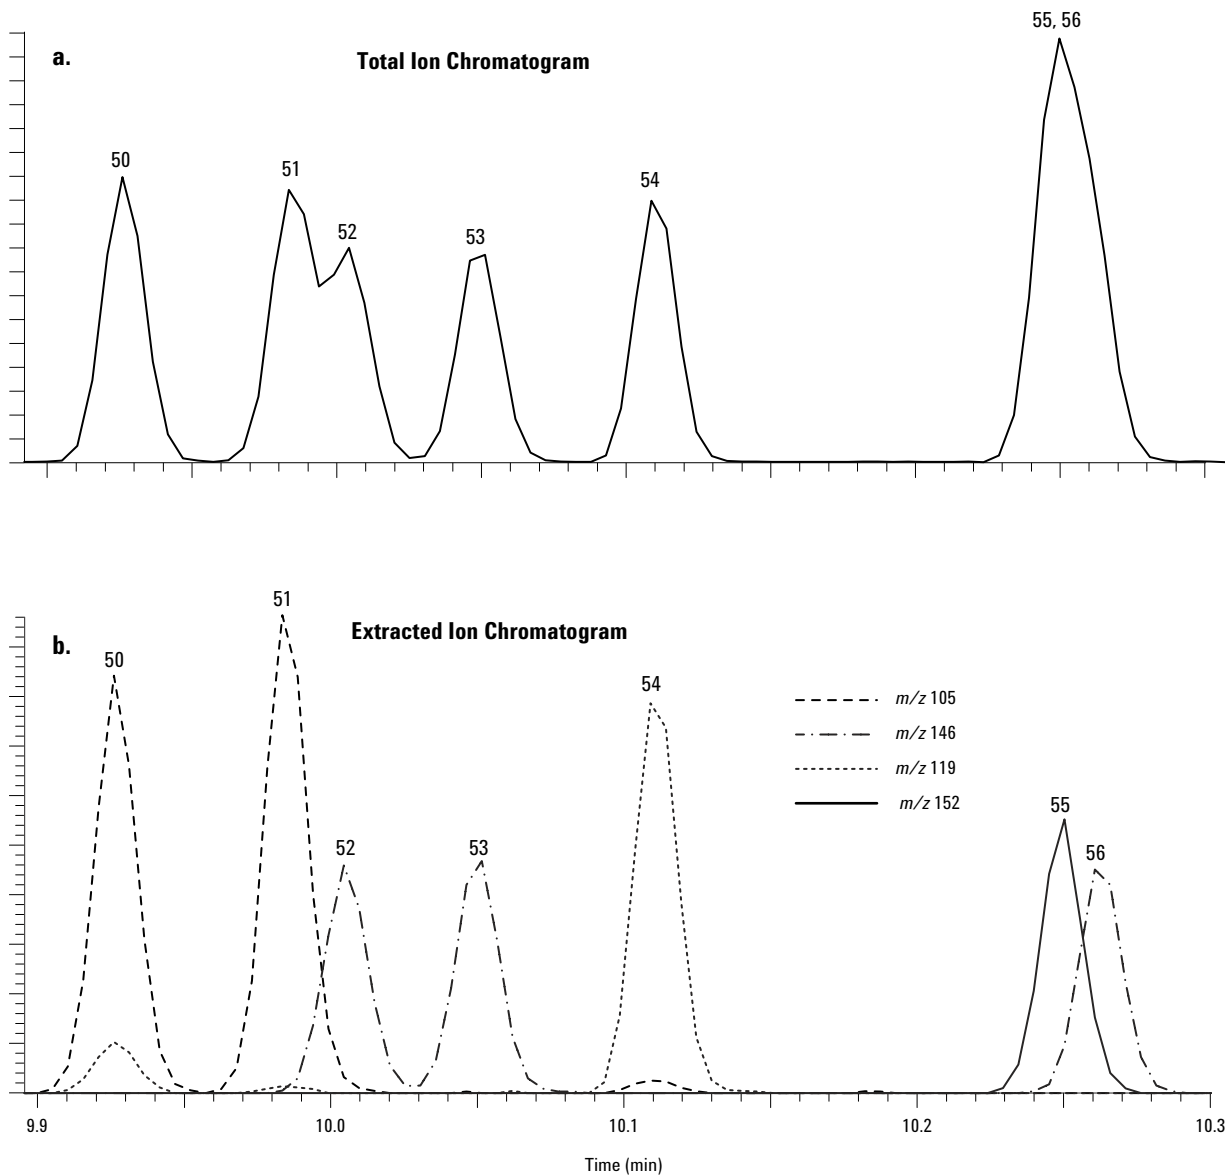 55, 56
a.
Total Ion Chromatogram
50
51
54
52
53
51
b.
Extracted Ion Chromatogram
50
54
m/z 105
m/z 146
m/z 119
m/z 152
55
52
53
56
9.9
10.0
10.1
10.2
10.3
Time (min)